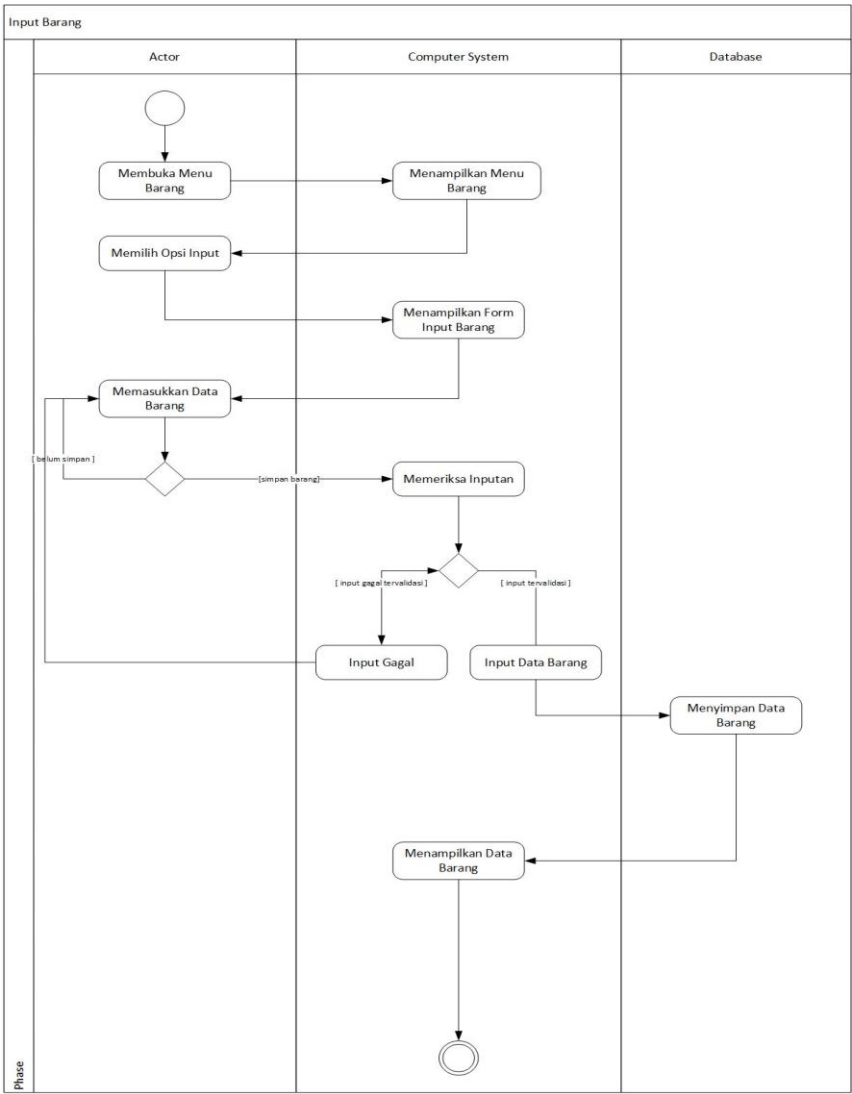 Input Barang
Actor
Computer System
Database
Membuka Menu
Barang
Menampilkan Menu
Barang
Memilih Opsi Input
Menampilkan Form
Input Barang
Memasukkan Data
Barang
[ belum simpan ]
[simpan barang]
Memeriksa Inputan
[ input gagal tervalidasi ]
[ input tervalidasi ]
Input Gagal
Input Data Barang
Menyimpan Data
Barang
Menampilkan Data
Barang
Phase